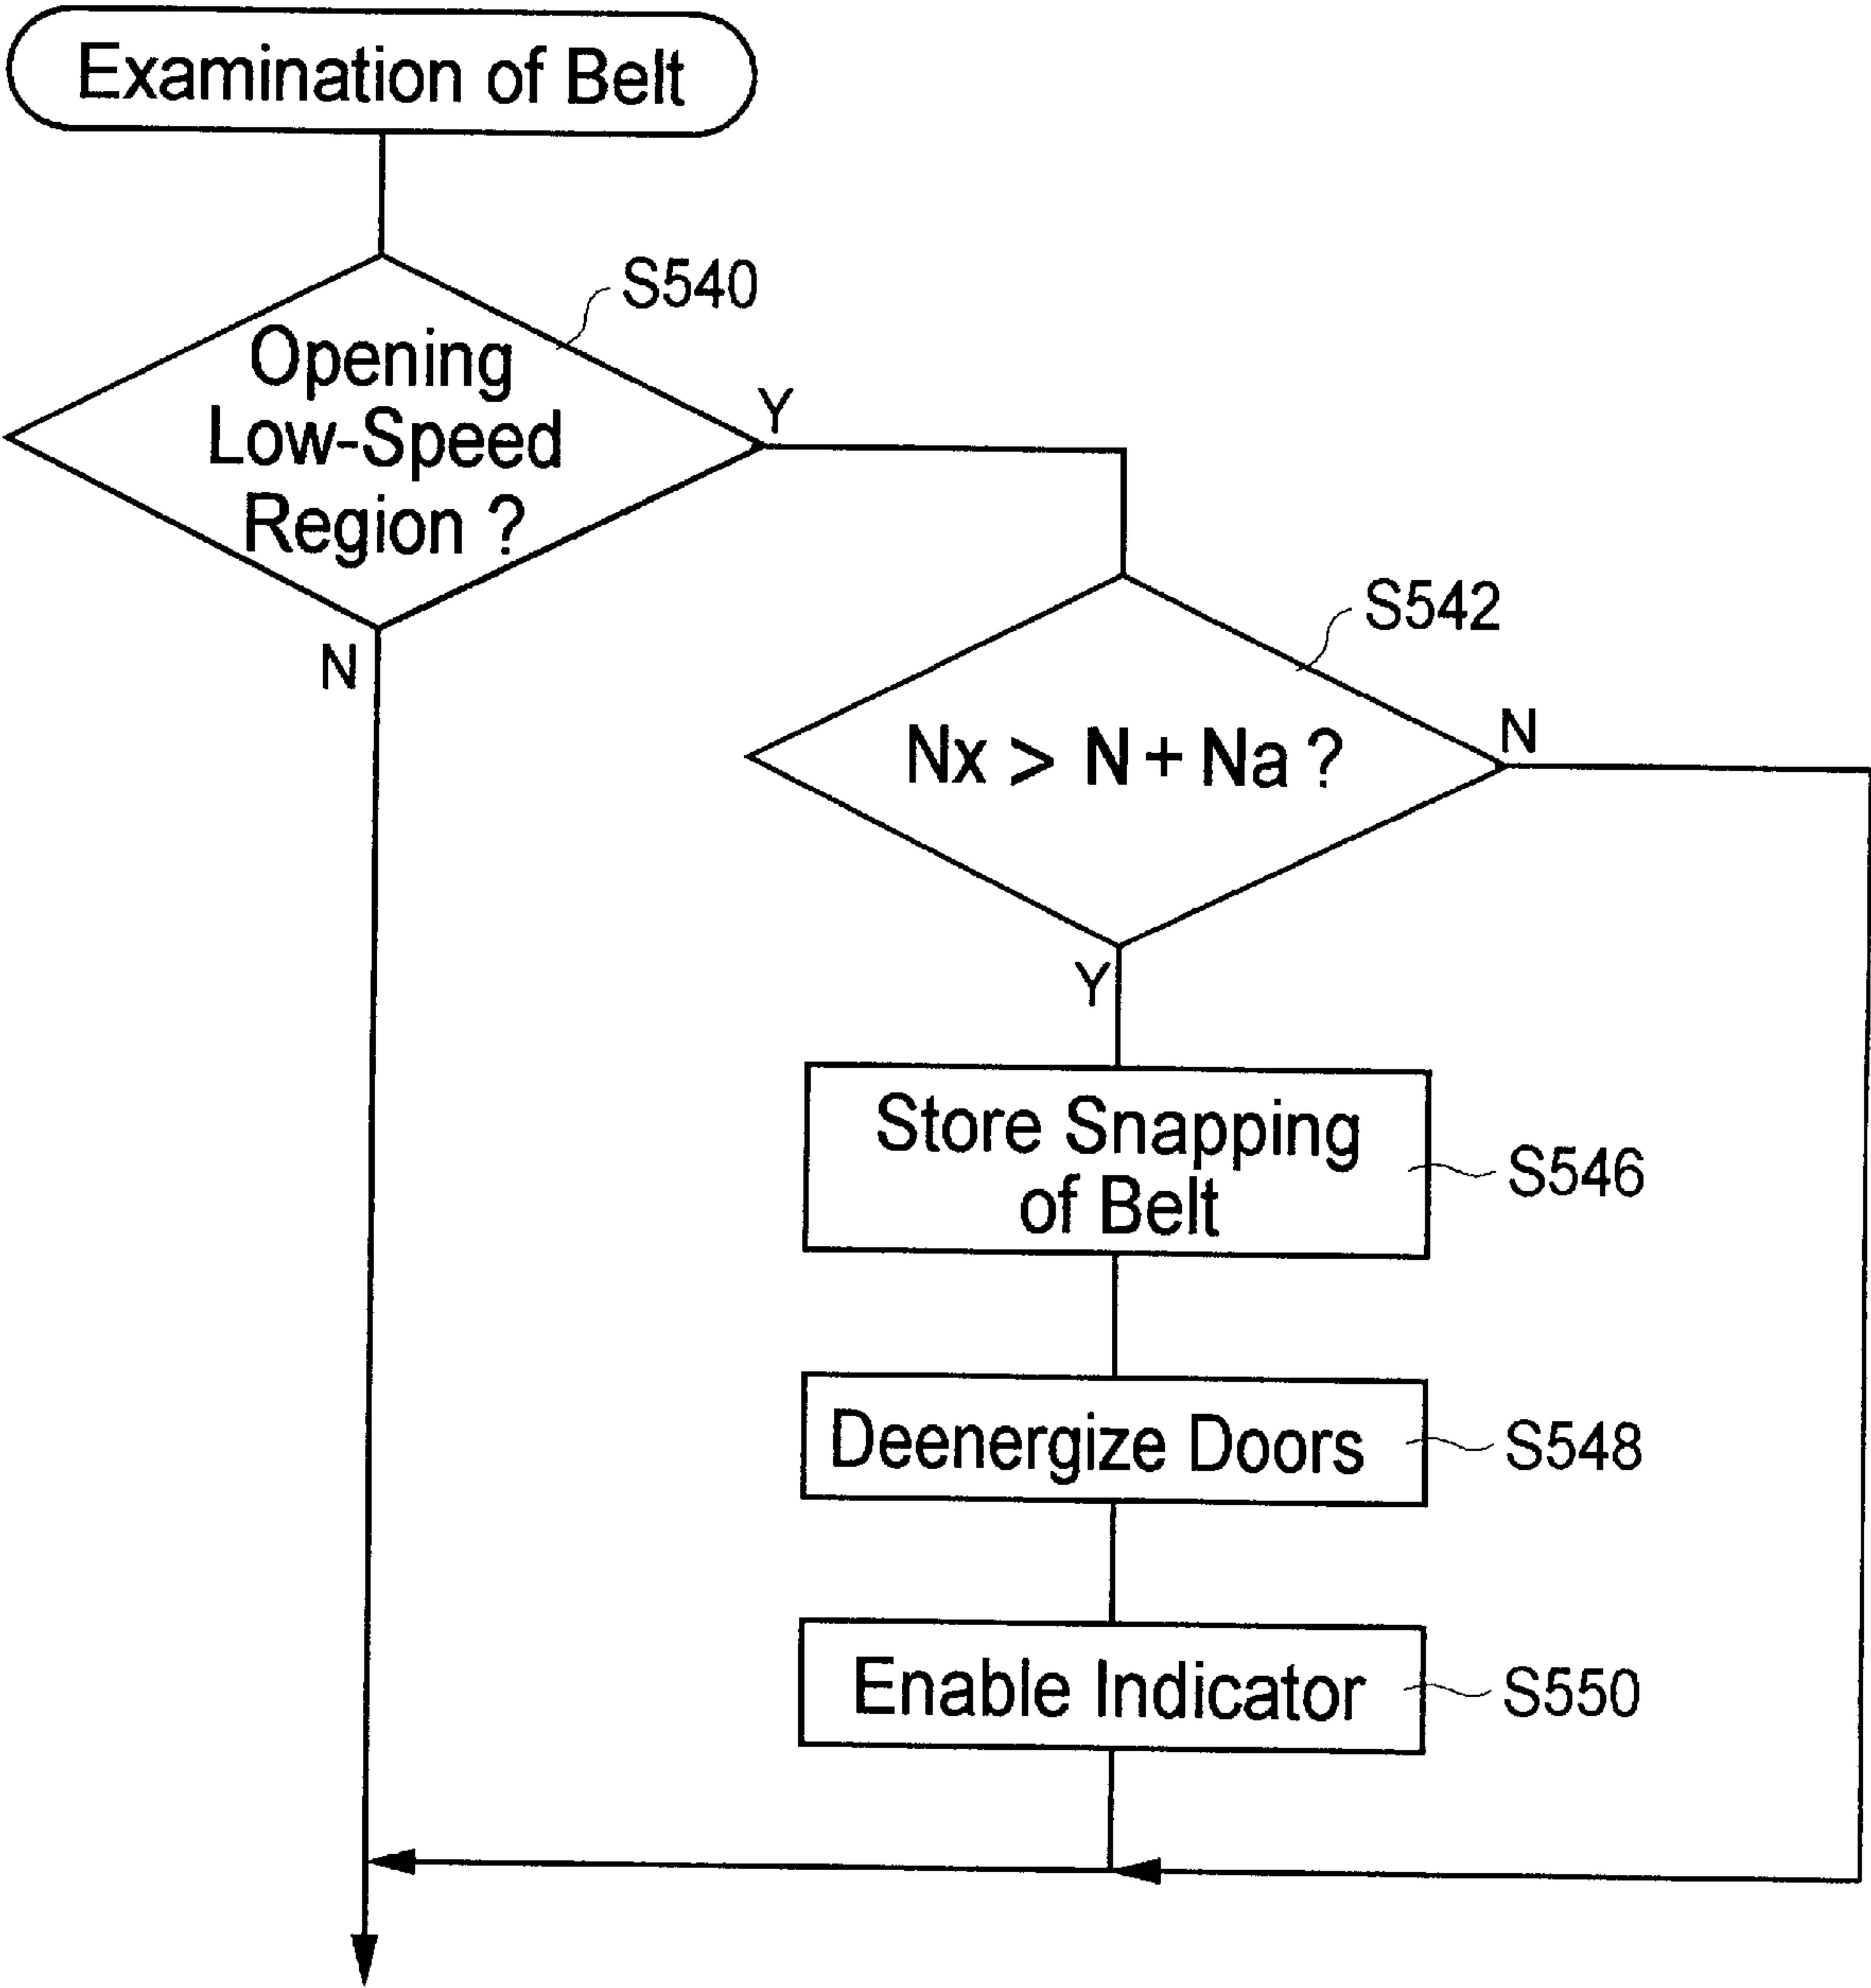 Examination of Belt
S540
Opening
Low-Speed
Region ?
Y
N
S542
Nx > N + Na ?
N
Y
Store Snapping
of Belt
S546
Deenergize Doors
S548
Enable Indicator
S550